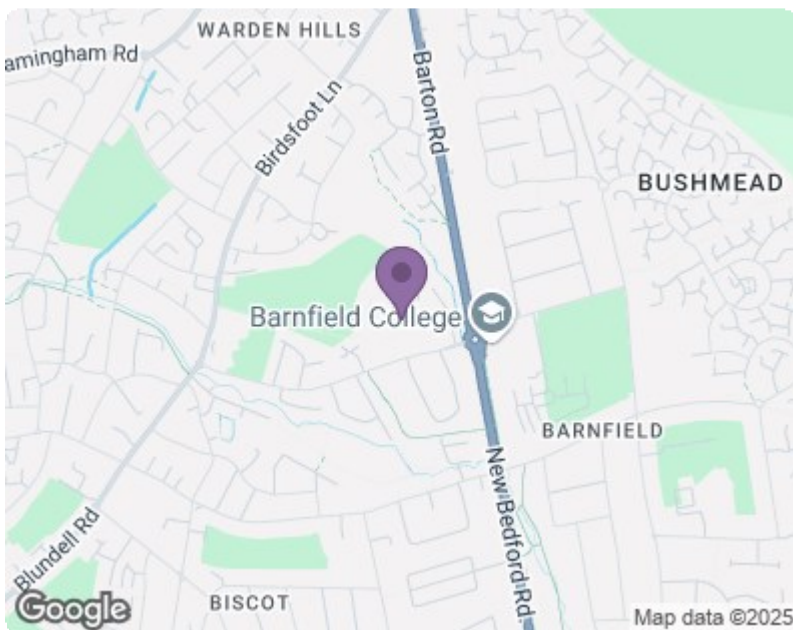 WARDEN HILLS
amingham Rd
Birdsfoot Ln
Barton Rd
BUSHMEAD
Barnfield College
BARNFIELD
New Bedford Rd.
Blundell Rd
BISCOT
Google
Map data ©2025